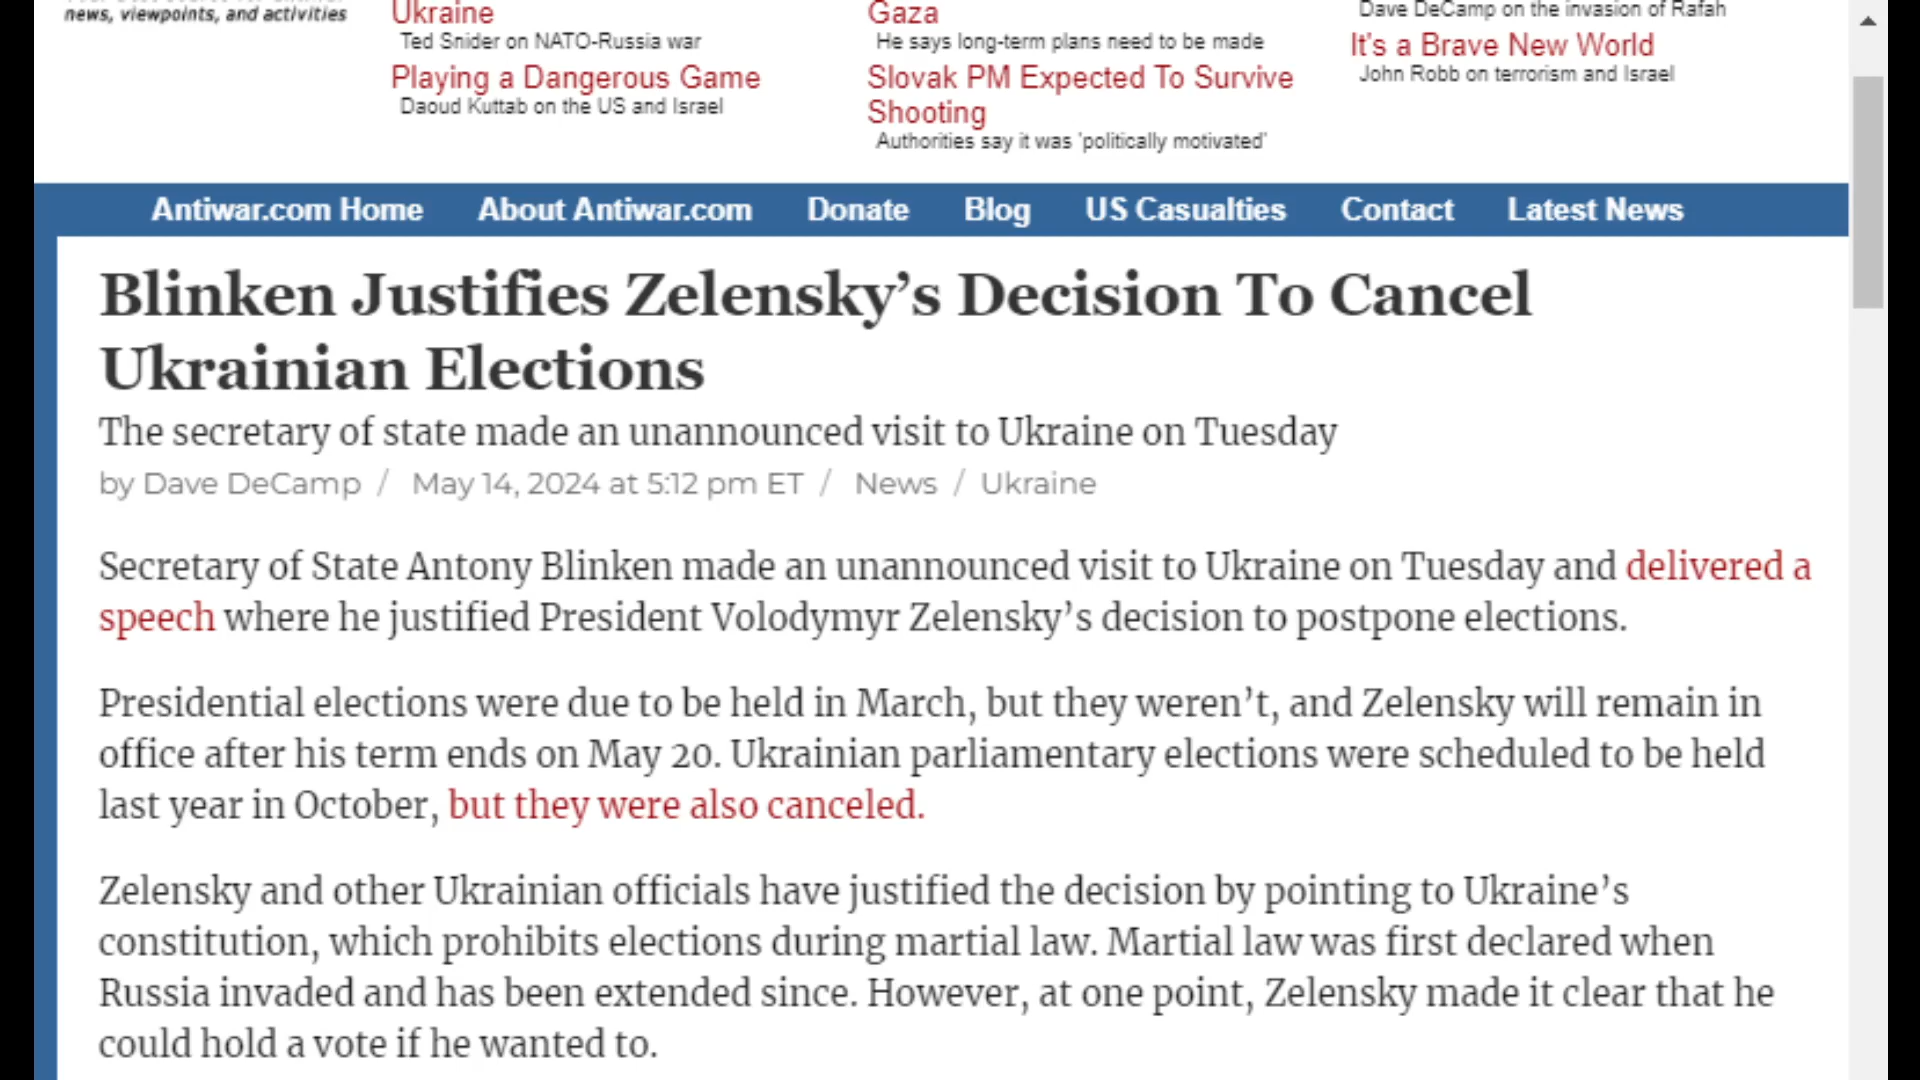 news, viewpoints, and activities
Ukraine
Ted Snider on NATO-Russia war
Playing a Dangerous Game
Daoud Kuttab on the US and Israel
Gaza
He says long-term plans need to be made
Slovak PM Expected To Survive
Shooting
Authorities say it was 'politically motivated'
Dave DeCamp on the invasion of Rafah
It's a Brave New World
John Robb on terrorism and Israel
Antiwar.com Home About Antiwar.com Donate Blog US Casualties Contact Latest News
Blinken Justifies Zelensky’s Decision To Cancel
Ukrainian Elections
The secretary of state made an unannounced visit to Ukraine on Tuesday
by Dave DeCamp / May 14, 2024 at 5:12 pm ET / News / Ukraine
Secretary of State Antony Blinken made an unannounced visit to Ukraine on Tuesday and delivered a
speech where he justified President Volodymyr Zelensky’s decision to postpone elections.
Presidential elections were due to be held in March, but they weren’t, and Zelensky will remain in
office after his term ends on May 20. Ukrainian parliamentary elections were scheduled to be held
last year in October, but they were also canceled.
Zelensky and other Ukrainian officials have justified the decision by pointing to Ukraine’s
constitution, which prohibits elections during martial law. Martial law was first declared when
Russia invaded and has been extended since. However, at one point, Zelensky made it clear that he
could hold a vote if he wanted to.